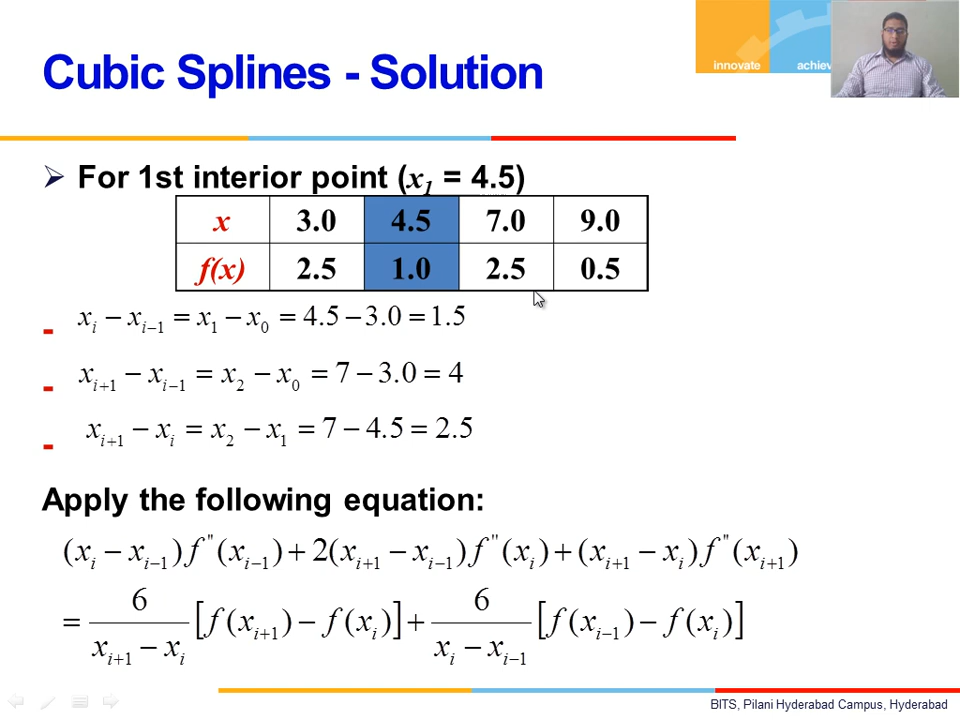 Cubic Splines - Solution
innovate achiev
➢ For 1st interior point (x₁ = 4.5)
x 3.0 4.5 7.0 9.0
f(x) 2.5 1.0 2.5 0.5
- xᵢ − xᵢ₋₁ = x₁ − x₀ = 4.5 − 3.0 = 1.5
- xᵢ₊₁ − xᵢ₋₁ = x₂ − x₀ = 7 − 3.0 = 4
- xᵢ₊₁ − xᵢ = x₂ − x₁ = 7 − 4.5 = 2.5
Apply the following equation:
(xᵢ − xᵢ₋₁) f"(xᵢ₋₁) + 2(xᵢ₊₁ − xᵢ₋₁) f"(xᵢ) + (xᵢ₊₁ − xᵢ) f"(xᵢ₊₁)
= 6/(xᵢ₊₁ − xᵢ) [f(xᵢ₊₁) − f(xᵢ)] + 6/(xᵢ − xᵢ₋₁) [f(xᵢ₋₁) − f(xᵢ)]
BITS, Pilani Hyderabad Campus, Hyderabad